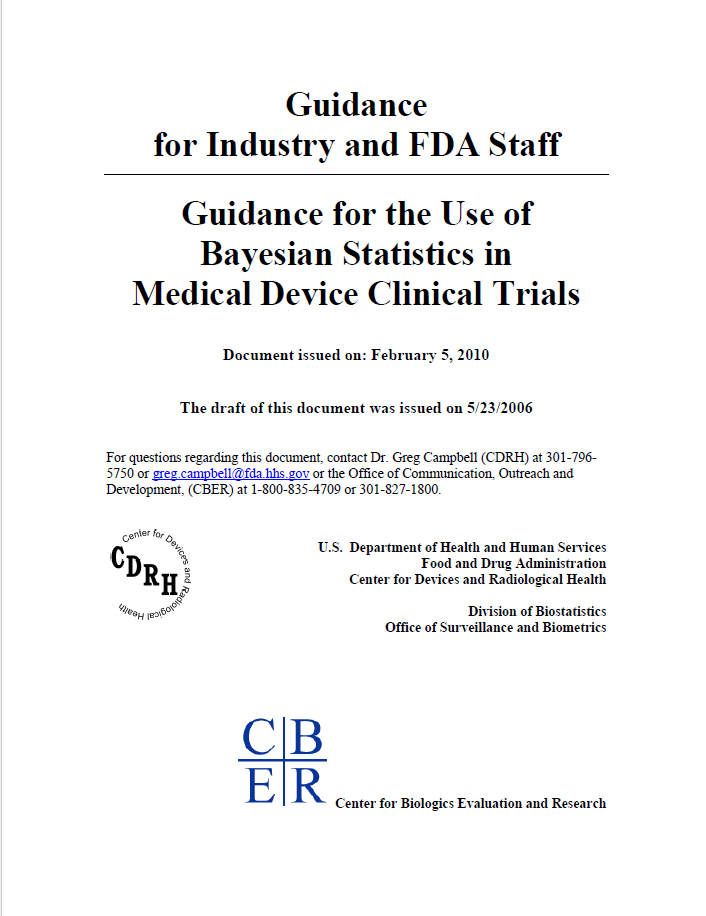 Guidance
for Industry and FDA Staff
Guidance for the Use of
Bayesian Statistics in
Medical Device Clinical Trials
Document issued on: February 5, 2010
The draft of this document was issued on 5/23/2006
For questions regarding this document, contact Dr. Greg Campbell (CDRH) at 301-796-
5750 or greg.campbell@fda.hhs.gov or the Office of Communication, Outreach and
Development, (CBER) at 1-800-835-4709 or 301-827-1800.
Center for Devices and Radiological Health
CDRH
U.S. Department of Health and Human Services
Food and Drug Administration
Center for Devices and Radiological Health
Division of Biostatistics
Office of Surveillance and Biometrics
CB
ER
Center for Biologics Evaluation and Research